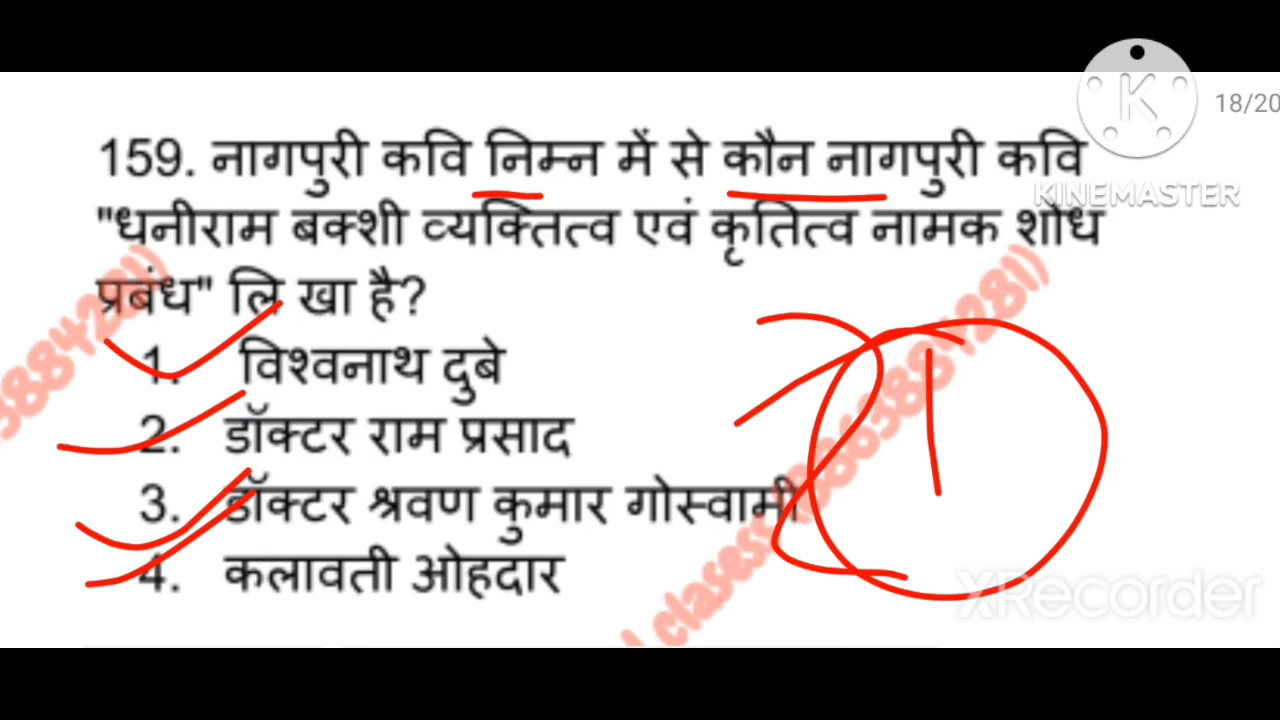 KINEMASTER
18/20
159. नागपुरी कवि निम्न में से कौन नागपुरी कवि
"धनीराम बक्शी व्यक्तित्व एवं कृतित्व नामक शोध
प्रबंध" लि खा है?
1. विश्वनाथ दुबे
2. डॉक्टर राम प्रसाद
3. डॉक्टर श्रवण कुमार गोस्वामी
4. कलावती ओहदार
1
XRecorder